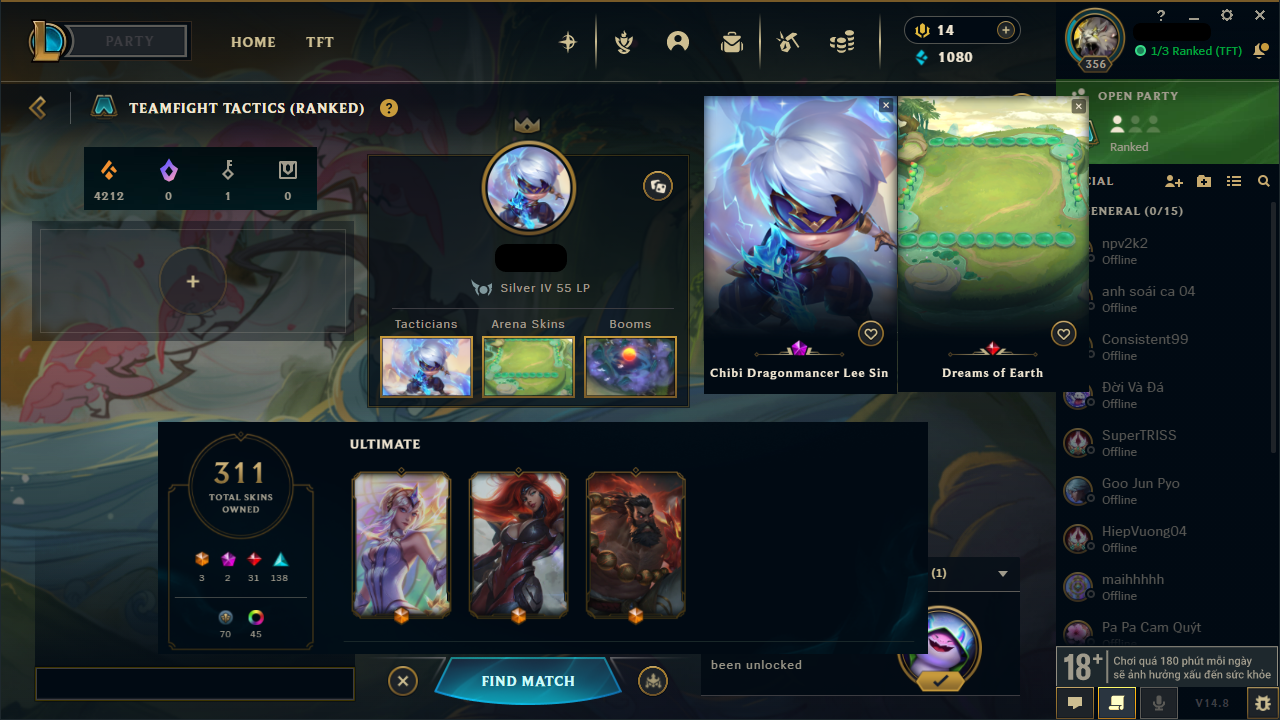 PARTY
HOME
TFT
14
1080
?
356
1/3 Ranked (TFT)
TEAMFIGHT TACTICS (RANKED)
?
OPEN PARTY
Ranked
4212
0
1
0
Silver IV 55 LP
Tacticians
Arena Skins
Booms
Chibi Dragonmancer Lee Sin
Dreams of Earth
CIAL
ENERAL (0/15)
npv2k2
Offline
anh soái ca 04
Offline
Consistent99
Offline
Đời Và Đá
Offline
SuperTRISS
Offline
Goo Jun Pyo
Offline
HiepVuong04
Offline
maihhhhh
Offline
Pa Pa Cam Quýt
Offline
311
TOTAL SKINS
OWNED
3
2
31
138
70
45
ULTIMATE
(1)
been unlocked
FIND MATCH
18+
Chơi quá 180 phút mỗi ngày
sẽ ảnh hưởng xấu đến sức khỏe
V14.8